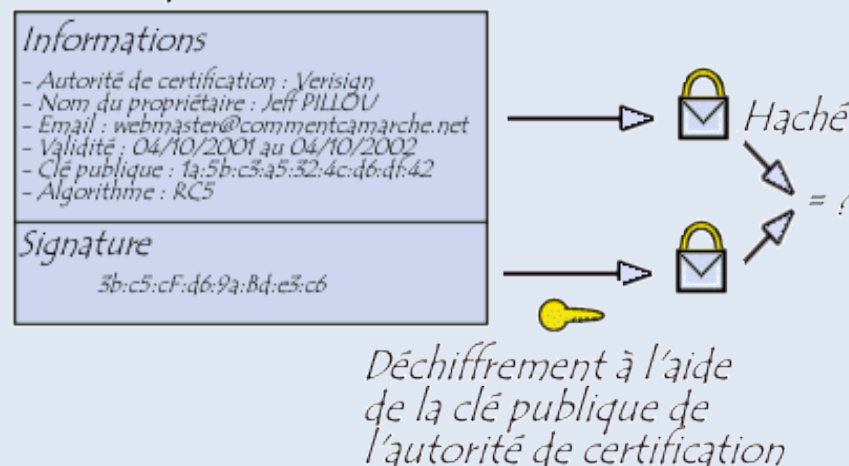 Informations
- Autorité de certification : Verisign
- Nom du propriétaire : Jeff PILLOU
- Email : webmaster@commentcamarche.net
- Validité : 04/10/2001 au 04/10/2002
- Clé publique : 1a:5b:c3:a5:32:4c:d6:df:42
- Algorithme : RC5
Haché
= ?
Signature
3b:c5:cF:d6:9a:Bd:e3:c6
Déchiffrement à l'aide
de la clé publique de
l'autorité de certification